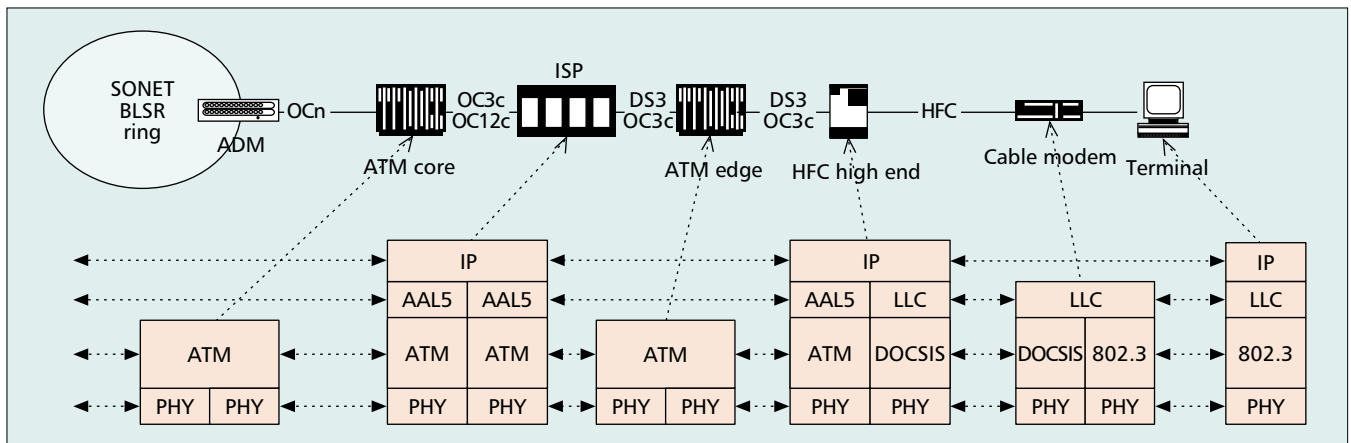 SONET
BLSR
ring
ADM
OCn
ATM core
OC3c
OC12c
ISP
DS3
OC3c
ATM edge
DS3
OC3c
HFC high end
HFC
Cable modem
Terminal
IP
IP
IP
AAL5 AAL5
AAL5 LLC
LLC
LLC
ATM
ATM ATM
ATM
ATM DOCSIS
DOCSIS 802.3
802.3
PHY PHY
PHY PHY
PHY PHY
PHY PHY
PHY PHY
PHY